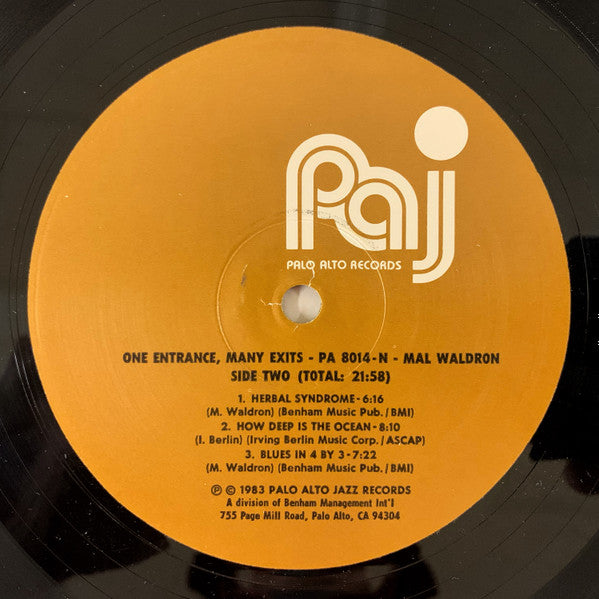 Paj
PALO ALTO RECORDS
ONE ENTRANCE, MANY EXITS - PA 8014-N - MAL WALDRON
SIDE TWO (TOTAL: 21:58)
1. HERBAL SYNDROME - 6:16
(M. Waldron) (Benham Music Pub./BMI)
2. HOW DEEP IS THE OCEAN - 8:10
(I. Berlin) (Irving Berlin Music Corp./ASCAP)
3. BLUES IN 4 BY 3 - 7:22
(M. Waldron) (Benham Music Pub./BMI)
℗ © 1983 PALO ALTO JAZZ RECORDS
A division of Benham Management Int'l
755 Page Mill Road, Palo Alto, CA 94304